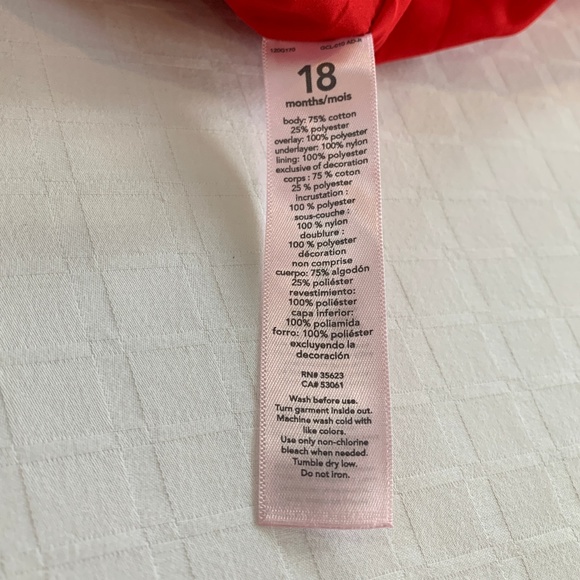 18
months/mois
body: 75% cotton
25% polyester
overlay: 100% polyester
underlayer: 100% nylon
lining: 100% polyester
exclusive of decoration
corps : 75 % coton
25 % polyester
incrustation :
100 % polyester
sous-couche :
100 % nylon
doublure :
100 % polyester
décoration
non comprise
cuerpo: 75% algodón
25% poliéster
revestimiento:
100% poliéster
capa inferior:
100% poliamida
forro: 100% poliéster
excluyendo la
decoración
RN# 35623
CA# 53061
Wash before use.
Turn garment inside out.
Machine wash cold with
like colors.
Use only non-chlorine
bleach when needed.
Tumble dry low.
Do not iron.